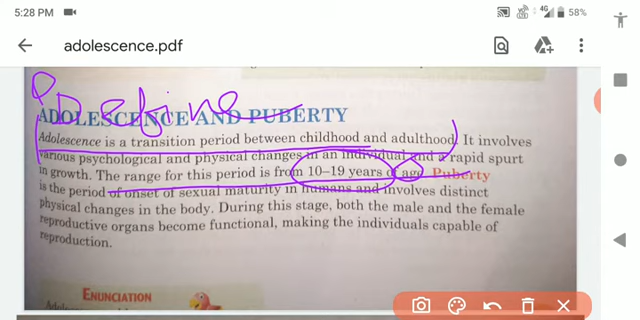 5:28 PM 4G 58%
adolescence.pdf
Define
ADOLESCENCE AND PUBERTY
Adolescence is a transition period between childhood and adulthood. It involves
various psychological and physical changes in an individual and a rapid spurt
in growth. The range for this period is from 10–19 years of age Puberty
is the period of onset of sexual maturity in humans and involves distinct
physical changes in the body. During this stage, both the male and the female
reproductive organs become functional, making the individuals capable of
reproduction.
ENUNCIATION